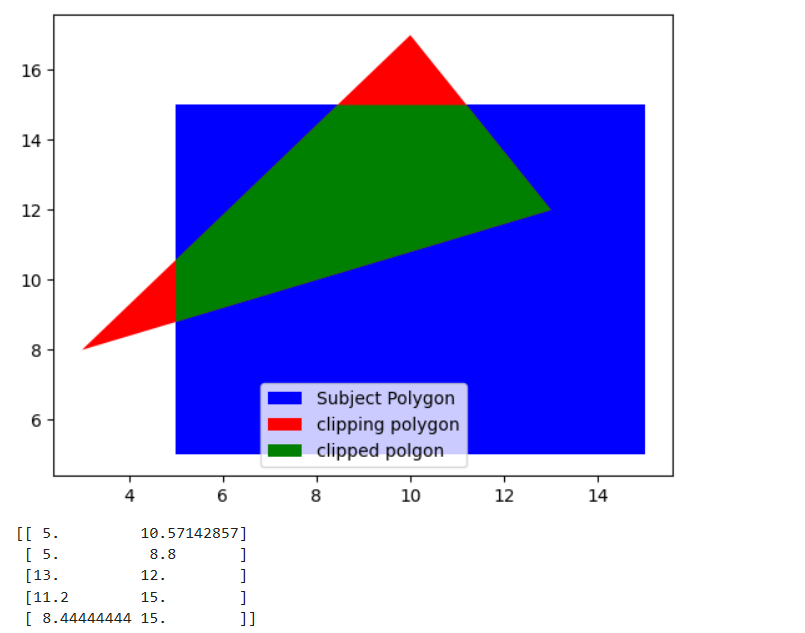 16
14
12
10
8
6
Subject Polygon
clipping polygon
clipped polgon
4 6 8 10 12 14
[[ 5. 10.57142857]
[ 5. 8.8 ]
[13. 12. ]
[11.2 15. ]
[ 8.44444444 15. ]]